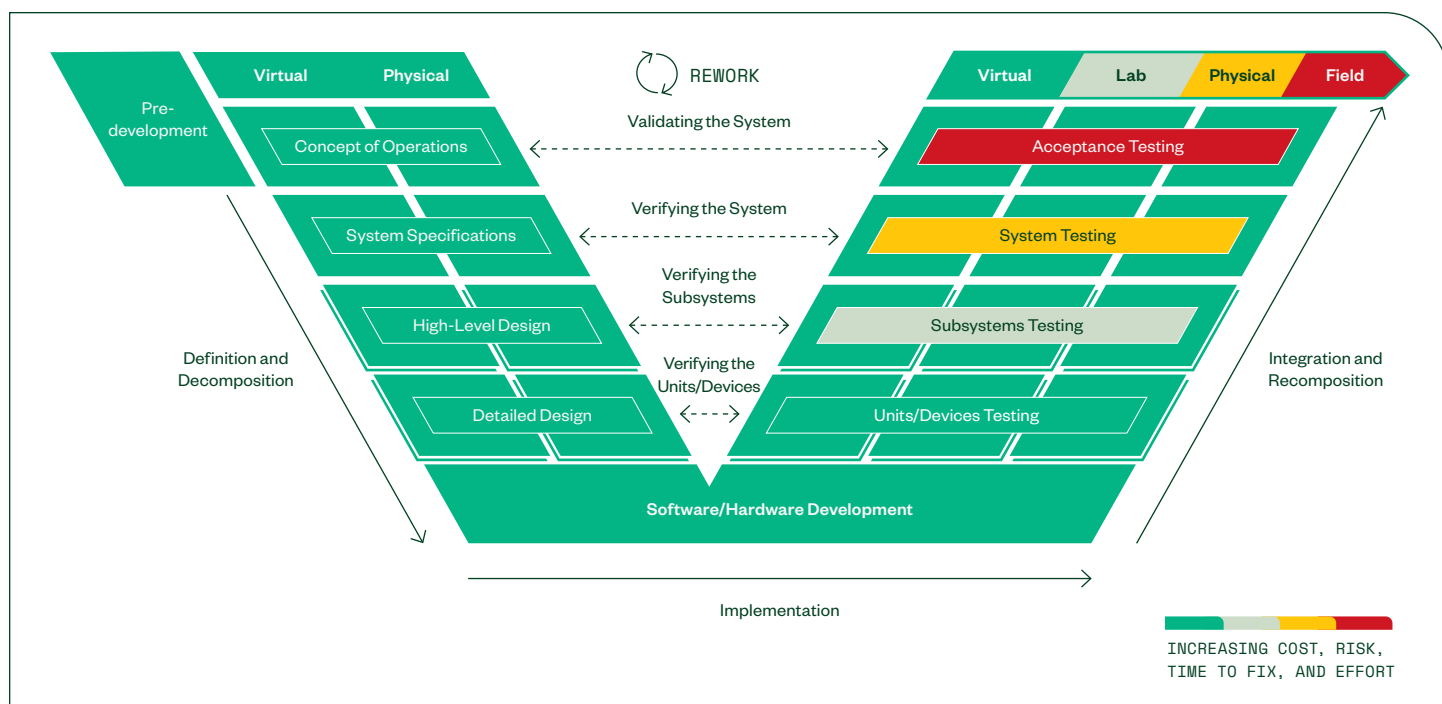 Virtual
Physical
REWORK
Virtual
Lab
Physical
Field
Pre-
development
Validating the System
Concept of Operations
Acceptance Testing
Verifying the System
System Specifications
System Testing
Verifying the
Subsystems
High-Level Design
Subsystems Testing
Definition and
Decomposition
Verifying the
Units/Devices
Integration and
Recomposition
Detailed Design
Units/Devices Testing
Software/Hardware Development
Implementation
INCREASING COST, RISK,
TIME TO FIX, AND EFFORT